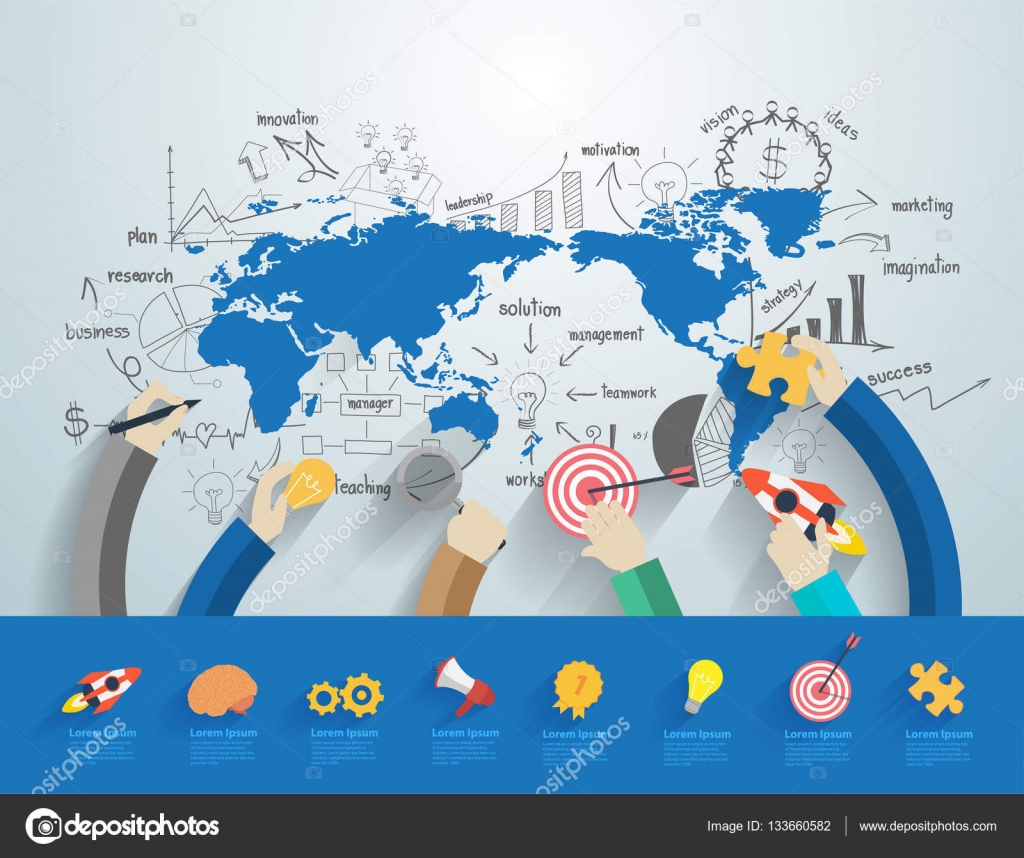 innovation
vision
ideas
motivation
leadership
marketing
plan
imagination
research
strategy
solution
business
management
success
$
$
manager
teamwork
65%
teaching
works
15%
1
Lorem Ipsum
Lorem Ipsum
Lorem Ipsum
Lorem Ipsum
Lorem Ipsum
Lorem Ipsum
Lorem Ipsum
Lorem Ipsum
depositphotos
Image ID: 133660582
www.depositphotos.com